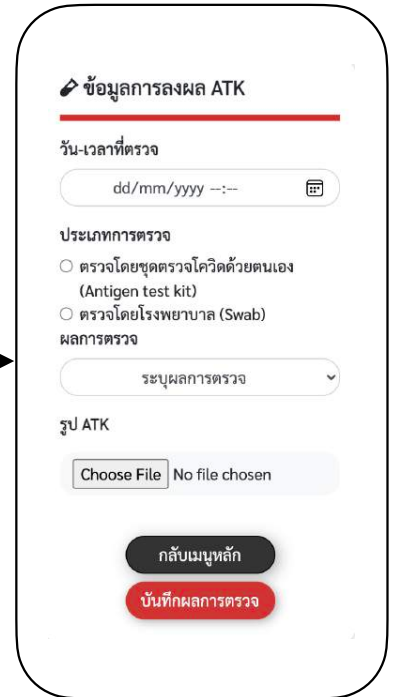 ข้อมูลการลงผล ATK
วัน-เวลาที่ตรวจ
dd/mm/yyyy --:--
ประเภทการตรวจ
ตรวจโดยชุดตรวจโควิดด้วยตนเอง
(Antigen test kit)
ตรวจโดยโรงพยาบาล (Swab)
ผลการตรวจ
ระบุผลการตรวจ
รูป ATK
Choose File No file chosen
กลับเมนูหลัก
บันทึกผลการตรวจ